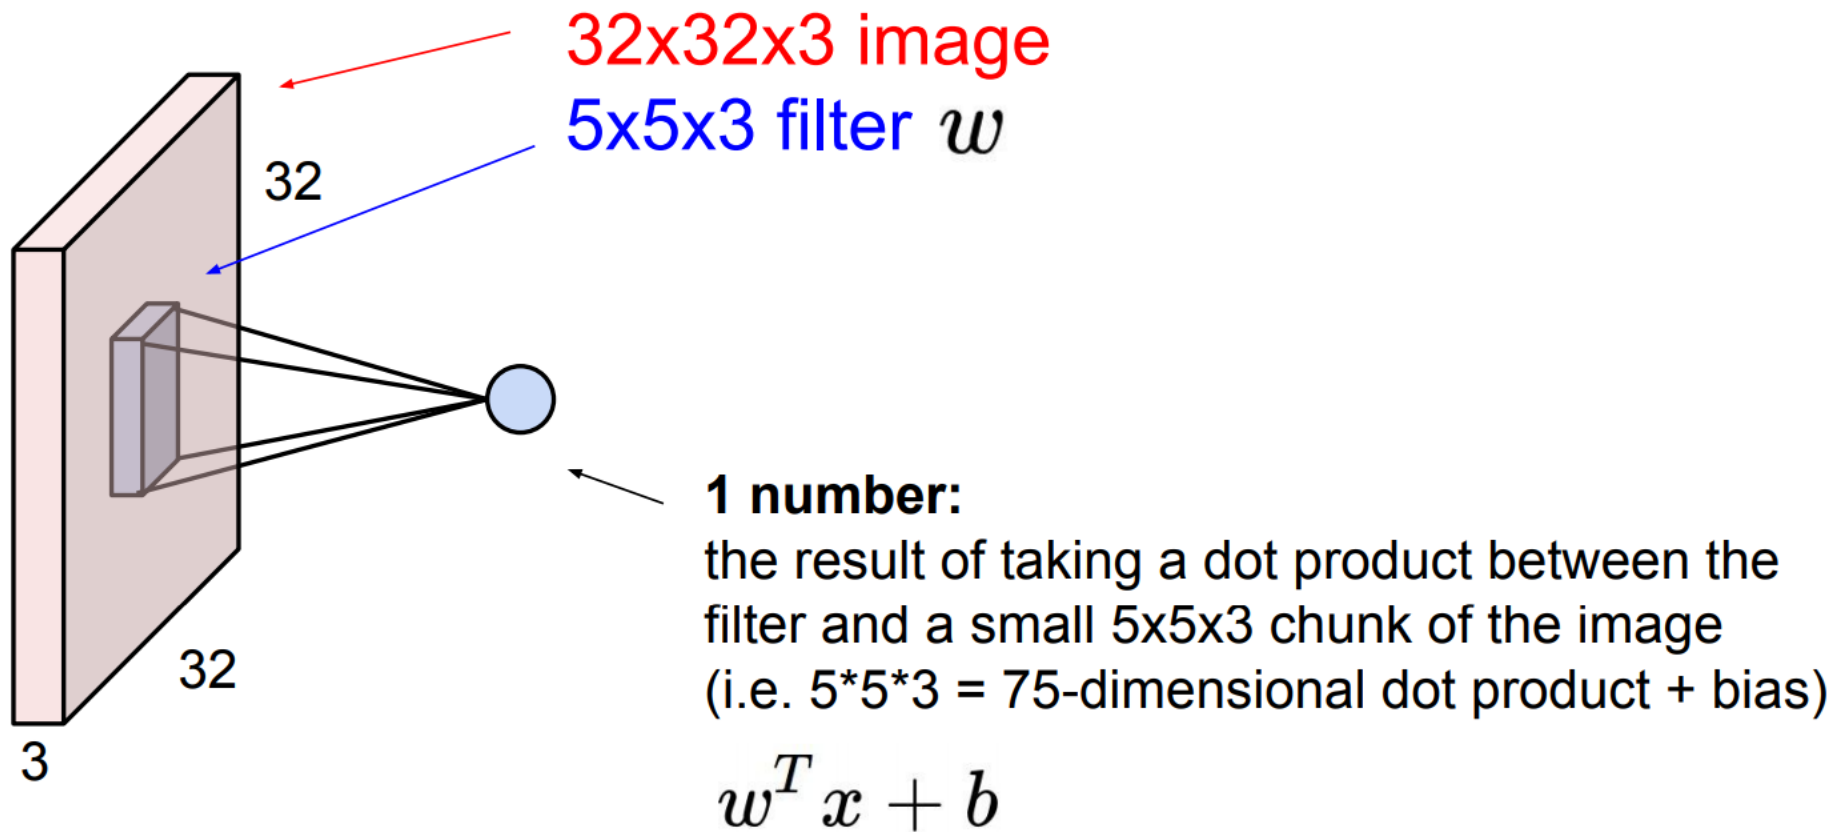 32x32x3 image
5x5x3 filter w
32
32
3
1 number:
the result of taking a dot product between the
filter and a small 5x5x3 chunk of the image
(i.e. 5*5*3 = 75-dimensional dot product + bias)
w^T x + b